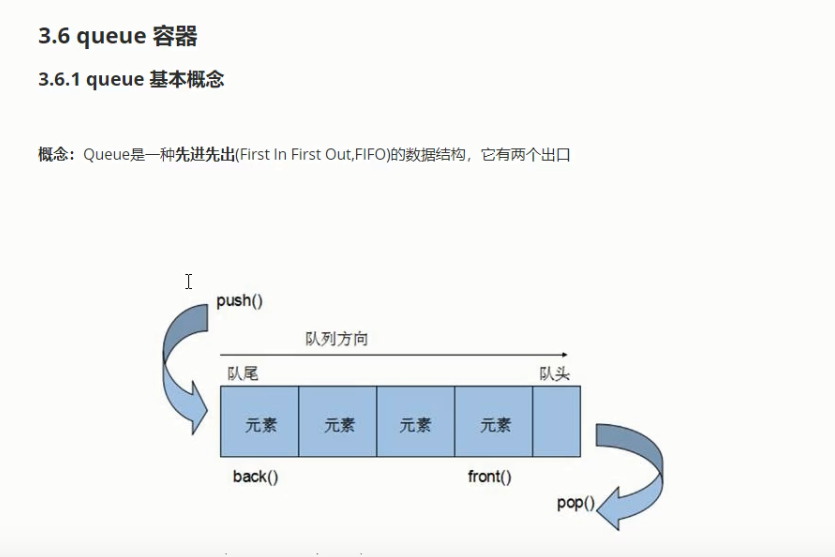 3.6 queue 容器
3.6.1 queue 基本概念
概念：Queue是一种先进先出(First In First Out,FIFO)的数据结构，它有两个出口
push()
队列方向
队尾 队头
元素 元素 元素 元素
back() front()
pop()